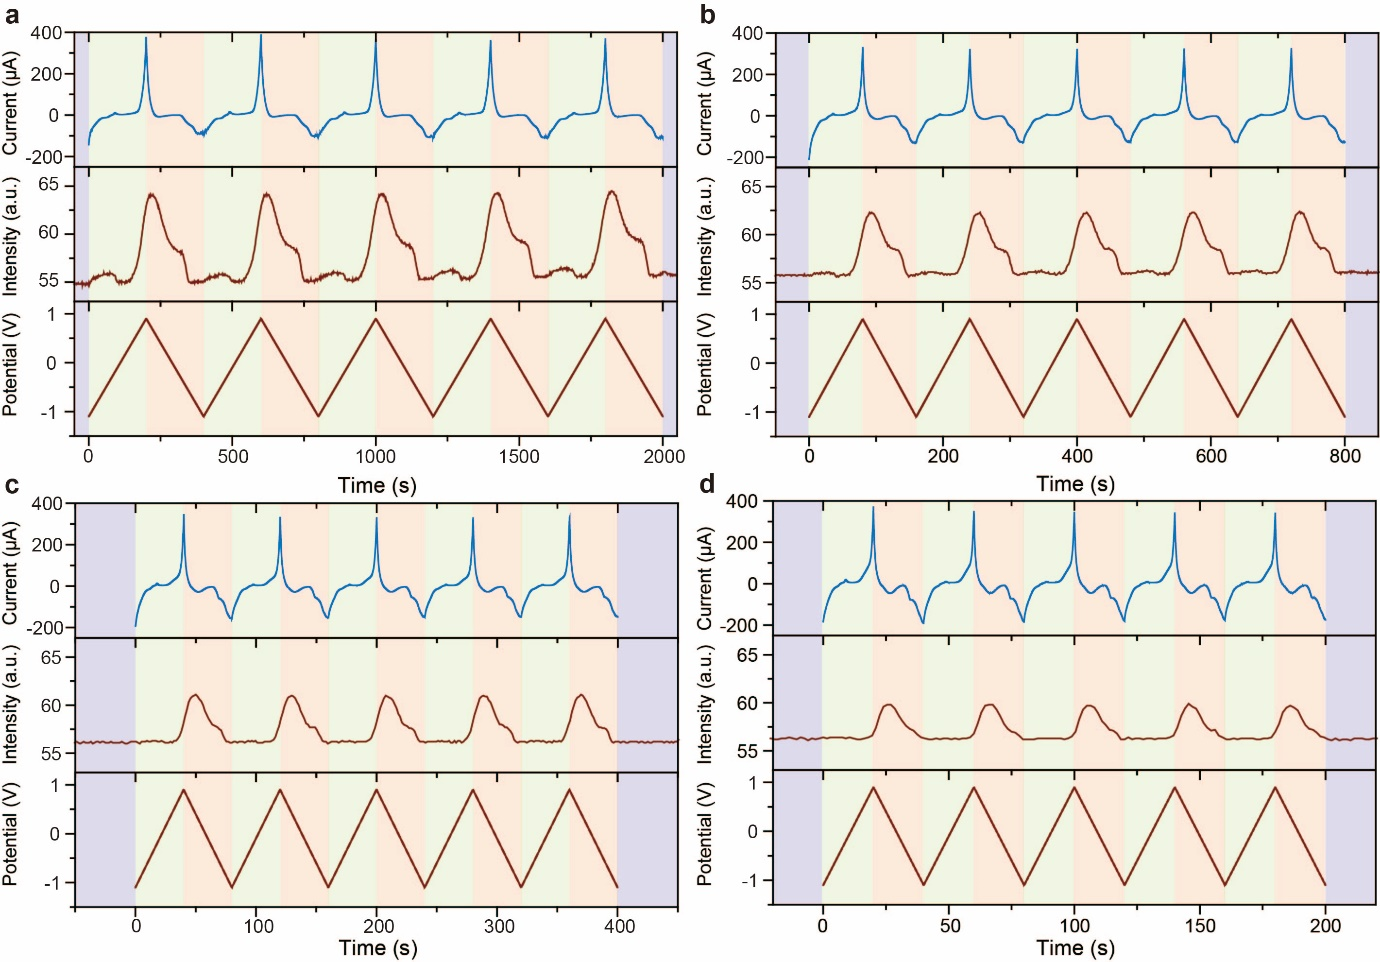 a
400
200
0
-200
Current (µA)
65
60
55
Intensity (a.u.)
1
0
-1
Potential (V)
0 500 1000 1500 2000
Time (s)
b
400
200
0
-200
Current (µA)
65
60
55
Intensity (a.u.)
1
0
-1
Potential (V)
0 200 400 600 800
Time (s)
c
400
200
0
-200
Current (µA)
65
60
55
Intensity (a.u.)
1
0
-1
Potential (V)
0 100 200 300 400
Time (s)
d
400
200
0
-200
Current (µA)
65
60
55
Intensity (a.u.)
1
0
-1
Potential (V)
0 50 100 150 200
Time (s)